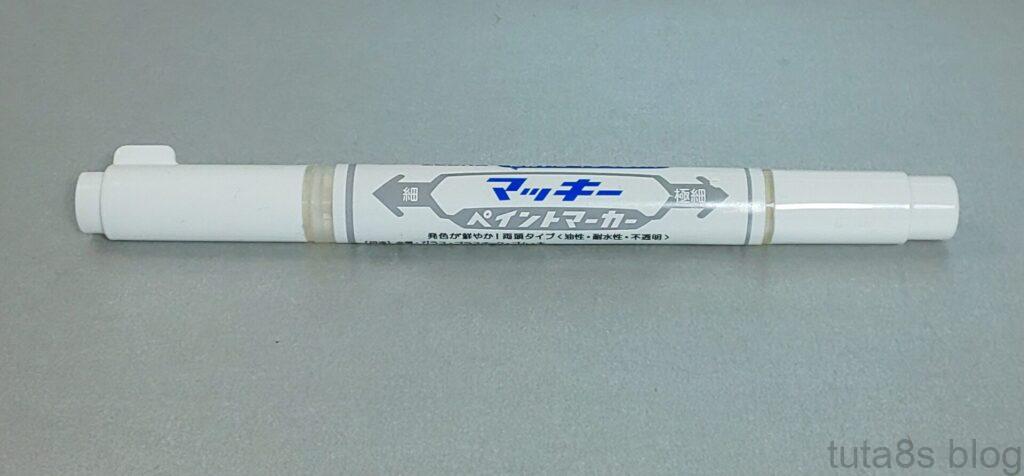 細
マッキー
極細
ペイントマーカー
発色が鮮やか!両頭タイプ〈油性・耐水性・不透明〉
tuta8s blog